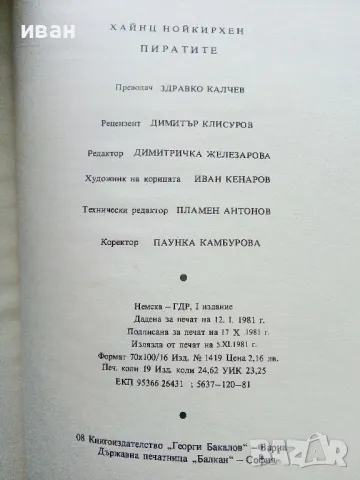 иван
ХАЙНЦ НОЙКИРХЕН
ПИРАТИТЕ
Преводач ЗДРАВКО КАЛЧЕВ
Рецензент ДИМИТЪР КЛИСУРОВ
Редактор ДИМИТРИЧКА ЖЕЛЕЗАРОВА
Художник на корицата ИВАН КЕНАРОВ
Технически редактор ПЛАМЕН АНТОНОВ
Коректор ПАУНКА КАМБУРОВА
Немска — ГДР, I издание
Дадена за печат на 12. I. 1981 г.
Подписана за печат на 17 X. 1981 г.
Излязла от печат на 5.XI. 1981 г.
Формат 70х100/16 Изд. № 1419 Цена 2,16 лв.
Печ. коли 19 Изд. коли 24,62 УИК 23,25
ЕКП 95366 26431 ; 5637—120—81
08 Книгоиздателство „Георги Бакалов“ — Варна
Държавна печатница „Балкан“ — София
bazar